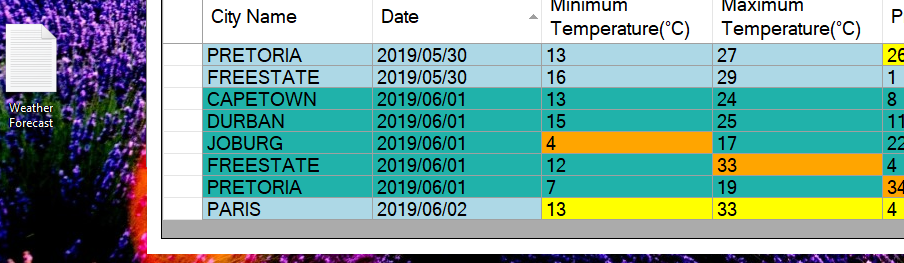 City Name Date Minimum Temperature(°C) Maximum Temperature(°C) P
PRETORIA 2019/05/30 13 27 26
FREESTATE 2019/05/30 16 29 1
CAPETOWN 2019/06/01 13 24 8
DURBAN 2019/06/01 15 25 11
JOBURG 2019/06/01 4 17 22
FREESTATE 2019/06/01 12 33 4
PRETORIA 2019/06/01 7 19 34
PARIS 2019/06/02 13 33 4
Weather
Forecast